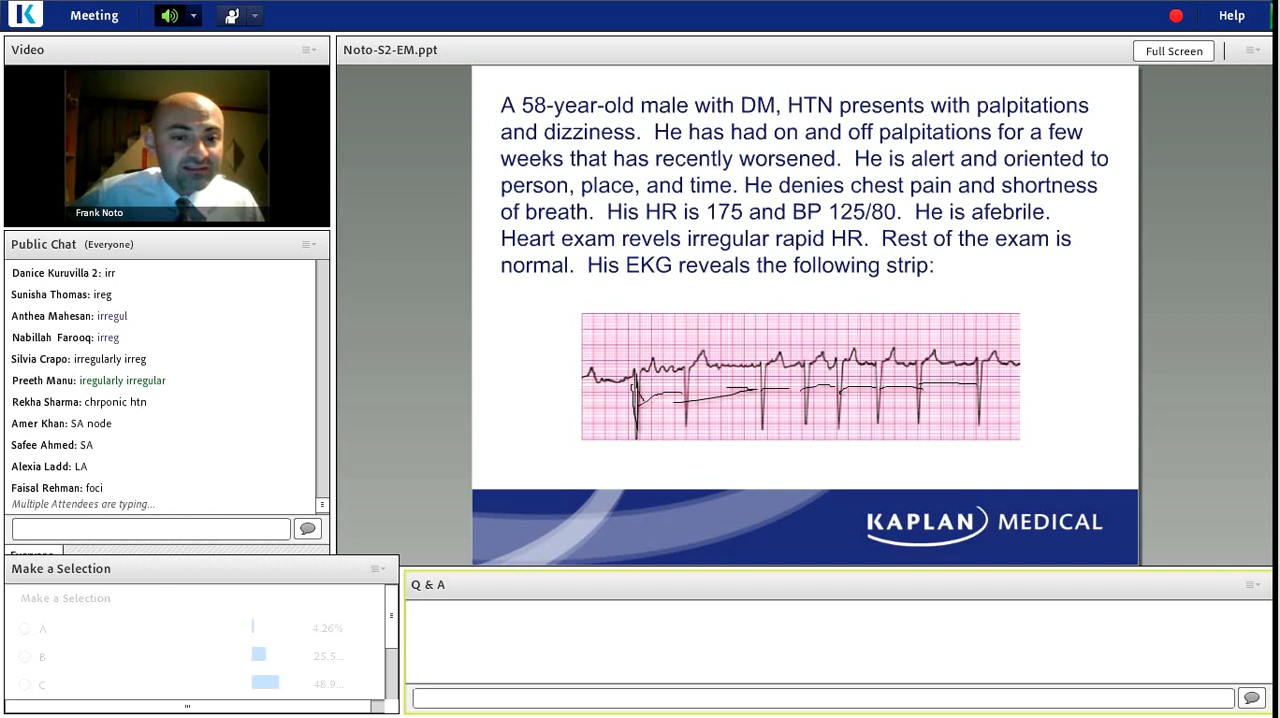 Meeting
Help
Video
Frank Noto
Public Chat (Everyone)
Danice Kuruvilla 2: irr
Sunisha Thomas: ireg
Anthea Mahesan: irregul
Nabillah Farooq: irreg
Silvia Crapo: irregularly irreg
Preeth Manu: iregularly irregular
Rekha Sharma: chrponic htn
Amer Khan: SA node
Safee Ahmed: SA
Alexia Ladd: LA
Faisal Rehman: foci
Multiple Attendees are typing...
Everyone
Make a Selection
Make a Selection
A 4.26%
B 25.5...
C 48.9...
Noto-S2-EM.ppt
Full Screen
A 58-year-old male with DM, HTN presents with palpitations
and dizziness. He has had on and off palpitations for a few
weeks that has recently worsened. He is alert and oriented to
person, place, and time. He denies chest pain and shortness
of breath. His HR is 175 and BP 125/80. He is afebrile.
Heart exam revels irregular rapid HR. Rest of the exam is
normal. His EKG reveals the following strip:
KAPLAN MEDICAL
Q & A